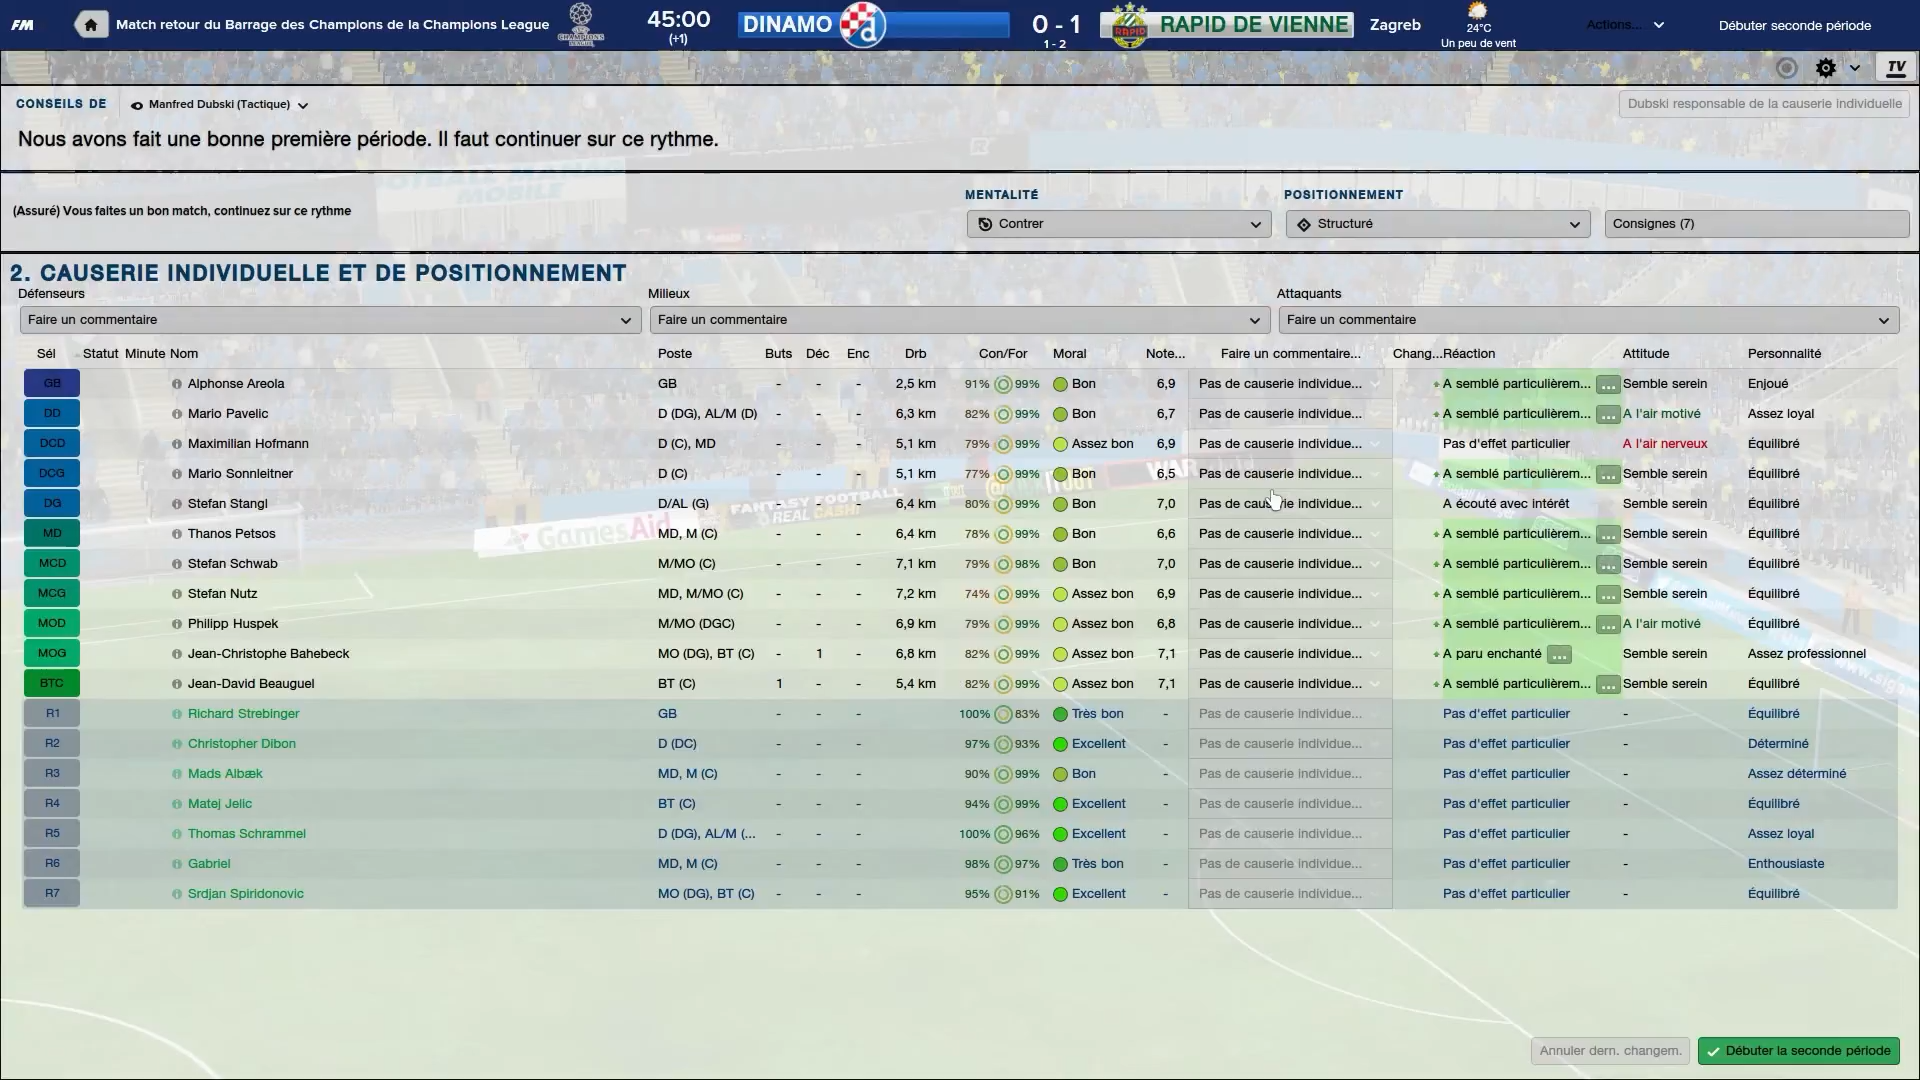 FM
Match retour du Barrage des Champions de la Champions League
CHAMPIONS LEAGUE
45:00
(+1)
DINAMO
0 - 1
1 - 2
RAPID DE VIENNE
RAPID
Zagreb
24°C
Un peu de vent
Actions...
Débuter seconde période
TV
CONSEILS DE
Manfred Dubski (Tactique)
Dubski responsable de la causerie individuelle
Nous avons fait une bonne première période. Il faut continuer sur ce rythme.
MENTALITÉ
POSITIONNEMENT
(Assuré) Vous faites un bon match, continuez sur ce rythme
Contrer
Structuré
Consignes (7)
2. CAUSERIE INDIVIDUELLE ET DE POSITIONNEMENT
Défenseurs
Milieux
Attaquants
Faire un commentaire
Faire un commentaire
Faire un commentaire
Sél Statut Minute Nom Poste Buts Déc Enc Drb Con/For Moral Note... Faire un commentaire... Chang... Réaction Attitude Personnalité
GB Alphonse Areola GB - - - 2,5 km 91% 99% Bon 6,9 Pas de causerie individue... A semblé particulièrem... ... Semble serein Enjoué
DD Mario Pavelic D (DG), AL/M (D) - - - 6,3 km 82% 99% Bon 6,7 Pas de causerie individue... A semblé particulièrem... ... A l'air motivé Assez loyal
DCD Maximilian Hofmann D (C), MD - - - 5,1 km 79% 99% Assez bon 6,9 Pas de causerie individue... Pas d'effet particulier A l'air nerveux Équilibré
DCG Mario Sonnleitner D (C) - - - 5,1 km 77% 99% Bon 6,5 Pas de causerie individue... A semblé particulièrem... ... Semble serein Équilibré
DG Stefan Stangl D/AL (G) - - - 6,4 km 80% 99% Bon 7,0 Pas de causerie individue... A écouté avec intérêt Semble serein Équilibré
MD Thanos Petsos MD, M (C) - - - 6,4 km 78% 99% Bon 6,6 Pas de causerie individue... A semblé particulièrem... ... Semble serein Équilibré
MCD Stefan Schwab M/MO (C) - - - 7,1 km 79% 98% Bon 7,0 Pas de causerie individue... A semblé particulièrem... ... Semble serein Équilibré
MCG Stefan Nutz MD, M/MO (C) - - - 7,2 km 74% 99% Assez bon 6,9 Pas de causerie individue... A semblé particulièrem... ... Semble serein Équilibré
MOD Philipp Huspek M/MO (DGC) - - - 6,9 km 79% 99% Assez bon 6,8 Pas de causerie individue... A semblé particulièrem... ... A l'air motivé Équilibré
MOG Jean-Christophe Bahebeck MO (DG), BT (C) - 1 - 6,8 km 82% 99% Assez bon 7,1 Pas de causerie individue... A paru enchanté ... Semble serein Assez professionnel
BTC Jean-David Beauguel BT (C) 1 - - 5,4 km 82% 99% Assez bon 7,1 Pas de causerie individue... A semblé particulièrem... ... Semble serein Équilibré
R1 Richard Strebinger GB - - - 100% 83% Très bon - Pas de causerie individue... Pas d'effet particulier - Équilibré
R2 Christopher Dibon D (DC) - - - 97% 93% Excellent - Pas de causerie individue... Pas d'effet particulier - Déterminé
R3 Mads Albæk MD, M (C) - - - 90% 99% Bon - Pas de causerie individue... Pas d'effet particulier - Assez déterminé
R4 Matej Jelic BT (C) - - - 94% 99% Excellent - Pas de causerie individue... Pas d'effet particulier - Équilibré
R5 Thomas Schrammel D (DG), AL/M (... - - - 100% 96% Excellent - Pas de causerie individue... Pas d'effet particulier - Assez loyal
R6 Gabriel MD, M (C) - - - 98% 97% Très bon - Pas de causerie individue... Pas d'effet particulier - Enthousiaste
R7 Srdjan Spiridonovic MO (DG), BT (C) - - - 95% 91% Excellent - Pas de causerie individue... Pas d'effet particulier - Équilibré
GamesAid
FANTASY FOOTBALL
REAL CASH!
Annuler dern. changem.
Débuter la seconde période